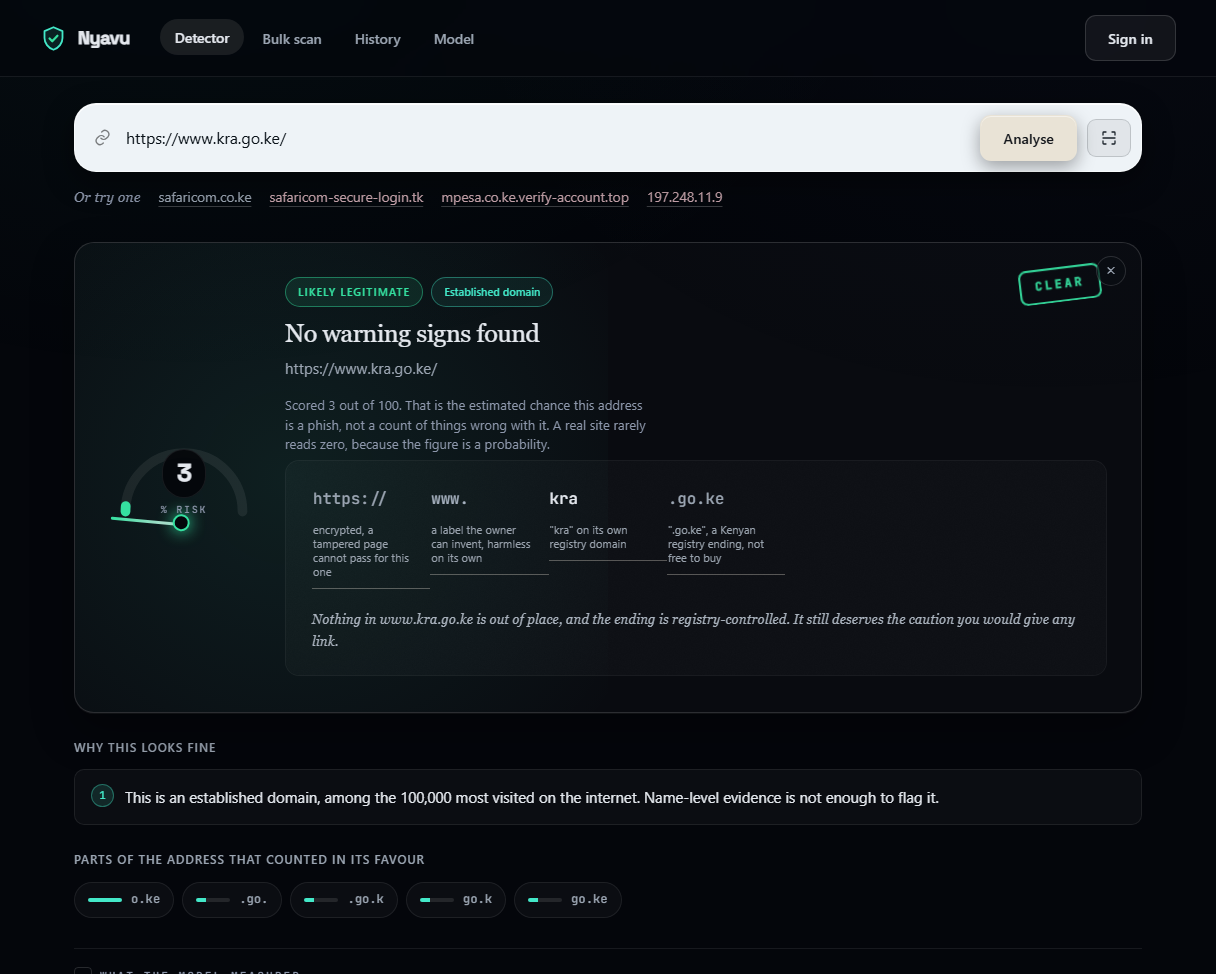 Nyavu
Detector
Bulk scan
History
Model
Sign in
https://www.kra.go.ke/
Analyse
Or try one
safaricom.co.ke
safaricom-secure-login.tk
mpesa.co.ke.verify-account.top
197.248.11.9
LIKELY LEGITIMATE
Established domain
CLEAR
No warning signs found
https://www.kra.go.ke/
Scored 3 out of 100. That is the estimated chance this address
is a phish, not a count of things wrong with it. A real site rarely
reads zero, because the figure is a probability.
3
% RISK
https://
encrypted, a
tampered page
cannot pass for this
one
www.
a label the owner
can invent, harmless
on its own
kra
"kra" on its own
registry domain
.go.ke
".go.ke", a Kenyan
registry ending, not
free to buy
Nothing in www.kra.go.ke is out of place, and the ending is registry-controlled. It still deserves the caution you would give any
link.
WHY THIS LOOKS FINE
1
This is an established domain, among the 100,000 most visited on the internet. Name-level evidence is not enough to flag it.
PARTS OF THE ADDRESS THAT COUNTED IN ITS FAVOUR
o.ke
.go.
.go.k
go.k
go.ke
WHAT THE MODEL MEASURED